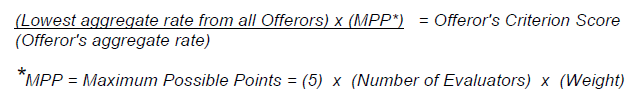 (Lowest aggregate rate from all Offerors) x (MPP*) = Offeror's Criterion Score
(Offeror's aggregate rate)
*MPP = Maximum Possible Points = (5) x (Number of Evaluators) x (Weight)